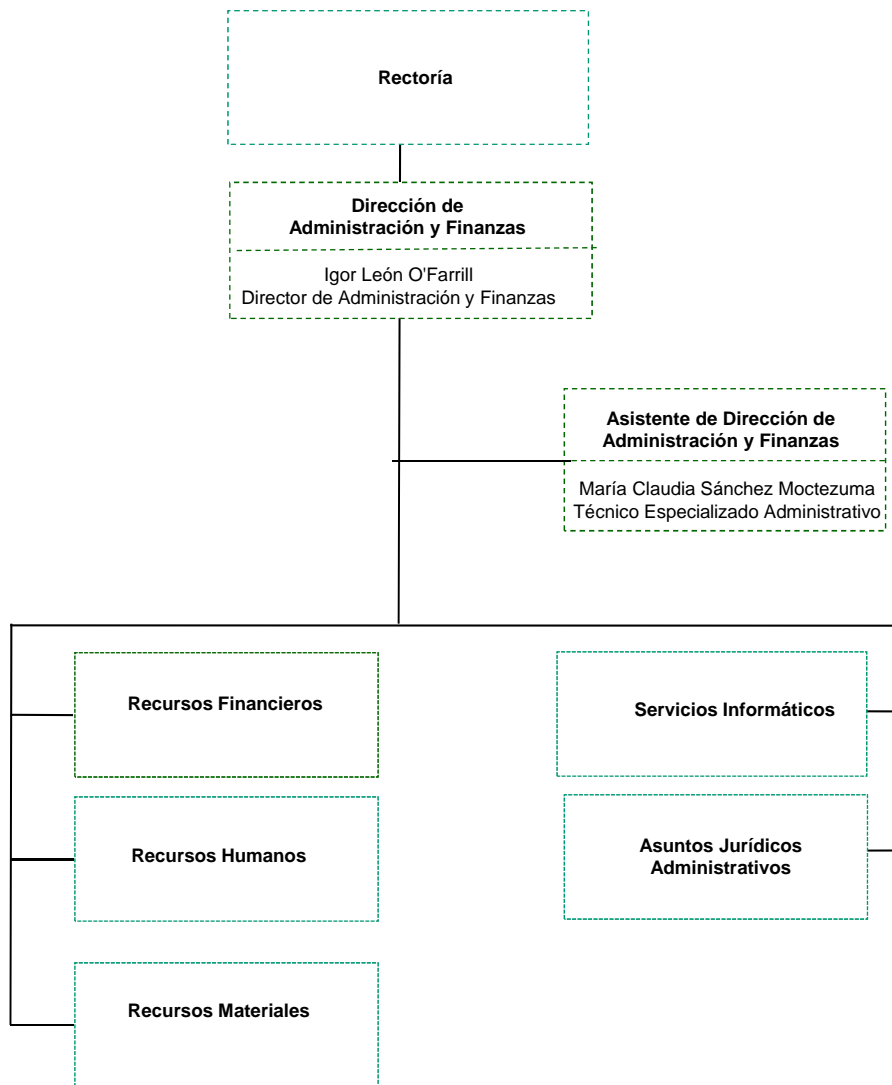 Rectoría
Dirección de
Administración y Finanzas
Igor León O'Farrill
Director de Administración y Finanzas
Asistente de Dirección de
Administración y Finanzas
María Claudia Sánchez Moctezuma
Técnico Especializado Administrativo
Recursos Financieros
Servicios Informáticos
Recursos Humanos
Asuntos Jurídicos
Administrativos
Recursos Materiales